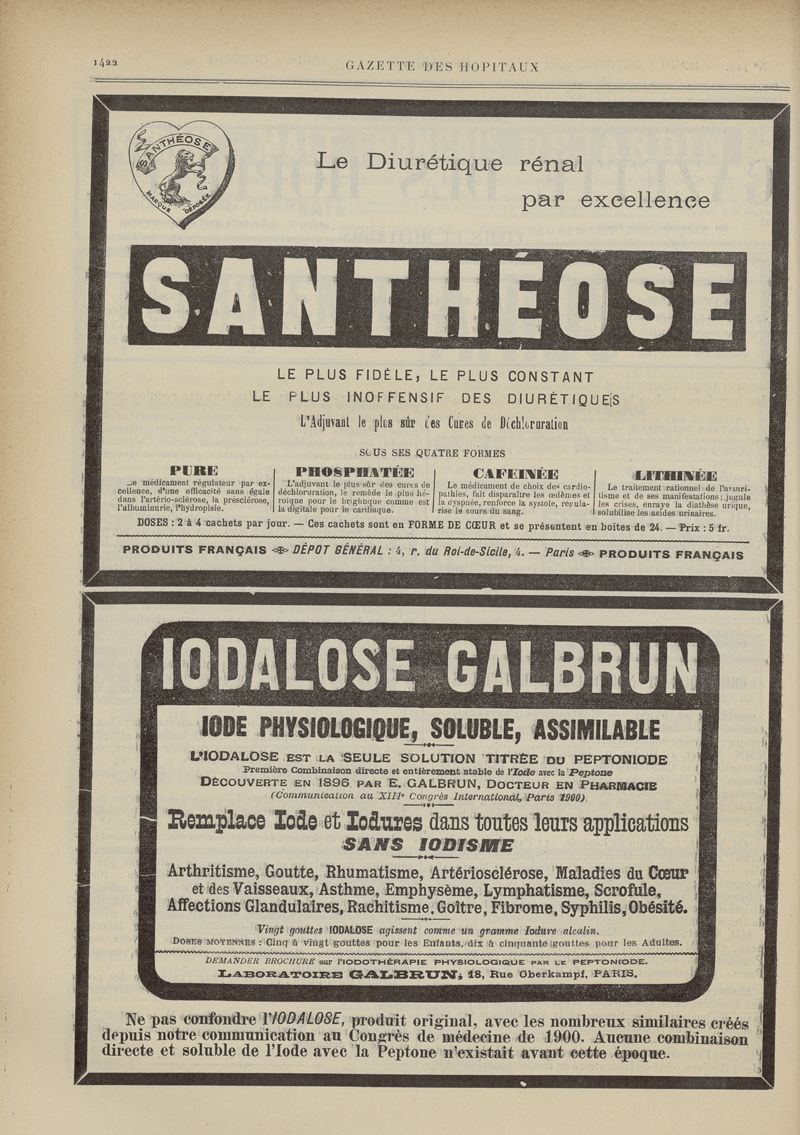 1422
GAZETTE DES HOPITAUX
SANTHÉOSE
MARQUE DÉPOSÉE
Le Diurétique rénal
par excellence
SANTHÉOSE
LE PLUS FIDÈLE, LE PLUS CONSTANT
LE PLUS INOFFENSIF DES DIURÉTIQUES
L'Adjuvant le plus sûr des Cures de Déchloruration
SOUS SES QUATRE FORMES
PURE
Le médicament régulateur par ex-
cellence, d'une efficacité sans égale
dans l'artério-sclérose, la présclérose,
l'albuminurie, l'hydropisie.
PHOSPHATÉE
L'adjuvant le plus sûr des cures de
déchloruration, le remède le plus hé-
roïque pour le brightique comme est
la digitale pour le cardiaque.
CAFÉINÉE
Le médicament de choix des cardio-
pathies, fait disparaître les œdèmes et
la dyspnée, renforce la systole, régula-
rise le cours du sang.
LITHINÉE
Le traitement rationnel de l'arthri-
tisme et de ses manifestations; jugule
les crises, enraye la diathèse urique,
solubilise les acides urinaires.
DOSES : 2 à 4 cachets par jour. — Ces cachets sont en FORME DE CŒUR et se présentent en boîtes de 24. — Prix : 5 fr.
PRODUITS FRANÇAIS DÉPOT GÉNÉRAL : 4, r. du Roi-de-Sicile, 4. — Paris PRODUITS FRANÇAIS
IODALOSE GALBRUN
IODE PHYSIOLOGIQUE, SOLUBLE, ASSIMILABLE
L'IODALOSE EST LA SEULE SOLUTION TITRÉE DU PEPTONIODE
Première Combinaison directe et entièrement stable de l'Iode avec la Peptone
DÉCOUVERTE EN 1896 PAR E. GALBRUN, DOCTEUR EN PHARMACIE
(Communication au XIIIe Congrès International, Paris 1900).
Remplace Iode et Iodures dans toutes leurs applications
SANS IODISME
Arthritisme, Goutte, Rhumatisme, Artériosclérose, Maladies du Cœur
et des Vaisseaux, Asthme, Emphysème, Lymphatisme, Scrofule,
Affections Glandulaires, Rachitisme, Goître, Fibrome, Syphilis, Obésité.
Vingt gouttes IODALOSE agissent comme un gramme Iodure alcalin.
DOSES MOYENNES : Cinq à vingt gouttes pour les Enfants, dix à cinquante gouttes pour les Adultes.
DEMANDER BROCHURE sur l'IODOTHÉRAPIE PHYSIOLOGIQUE PAR LE PEPTONIODE.
LABORATOIRE GALBRUN, 18, Rue Oberkampf, PARIS.
Ne pas confondre l'IODALOSE, produit original, avec les nombreux similaires créés
depuis notre communication au Congrès de médecine de 1900. Aucune combinaison
directe et soluble de l'Iode avec la Peptone n'existait avant cette époque.